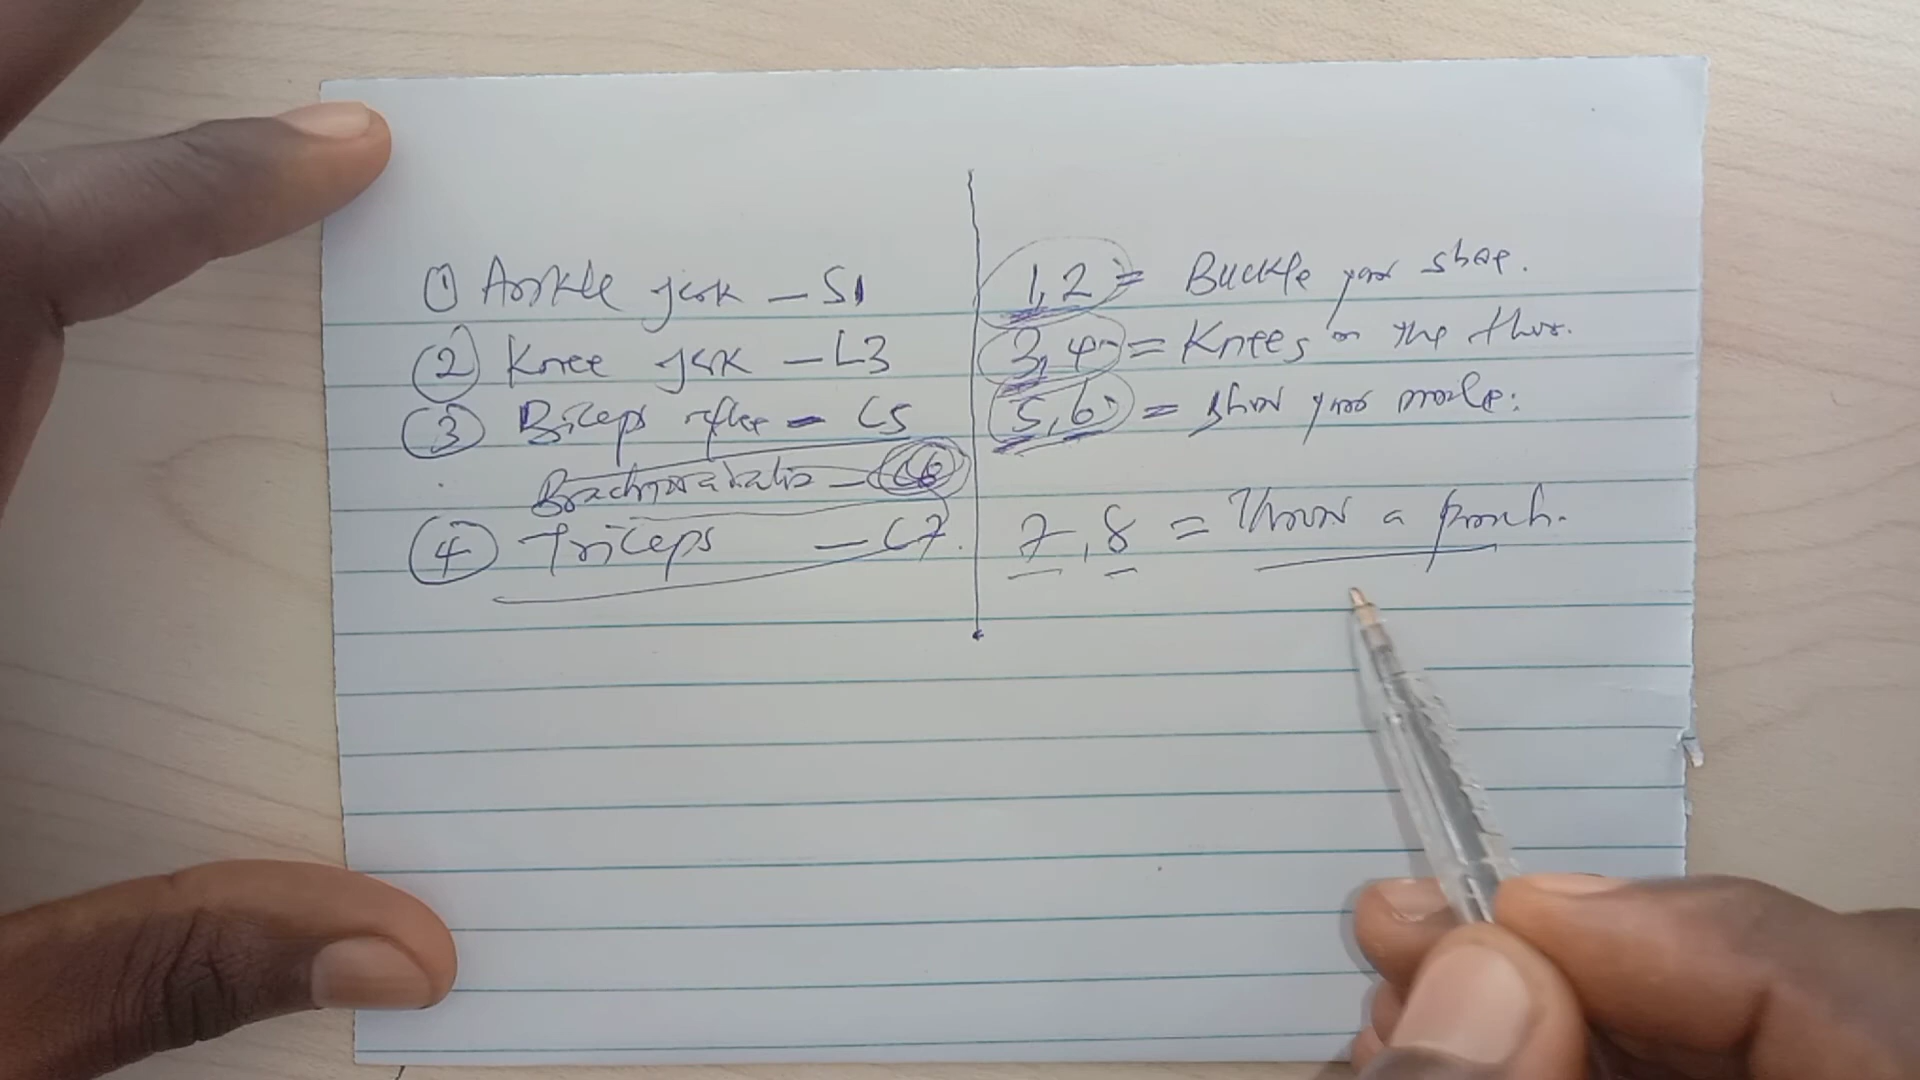 ① Ankle jerk - S1
② Knee jerk - L3
③ Biceps reflex - C5
Brachioradialis - C6
④ Triceps - C7.
1,2 = Buckle your shoe.
3,4 = Knees on the floor.
5,6 = show your muscle.
7,8 = Throw a punch.